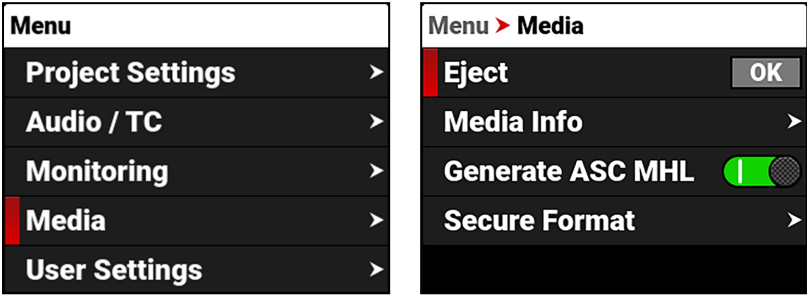 Menu
Project Settings
Audio / TC
Monitoring
Media
User Settings
Menu ➤ Media
Eject OK
Media Info
Generate ASC MHL
Secure Format